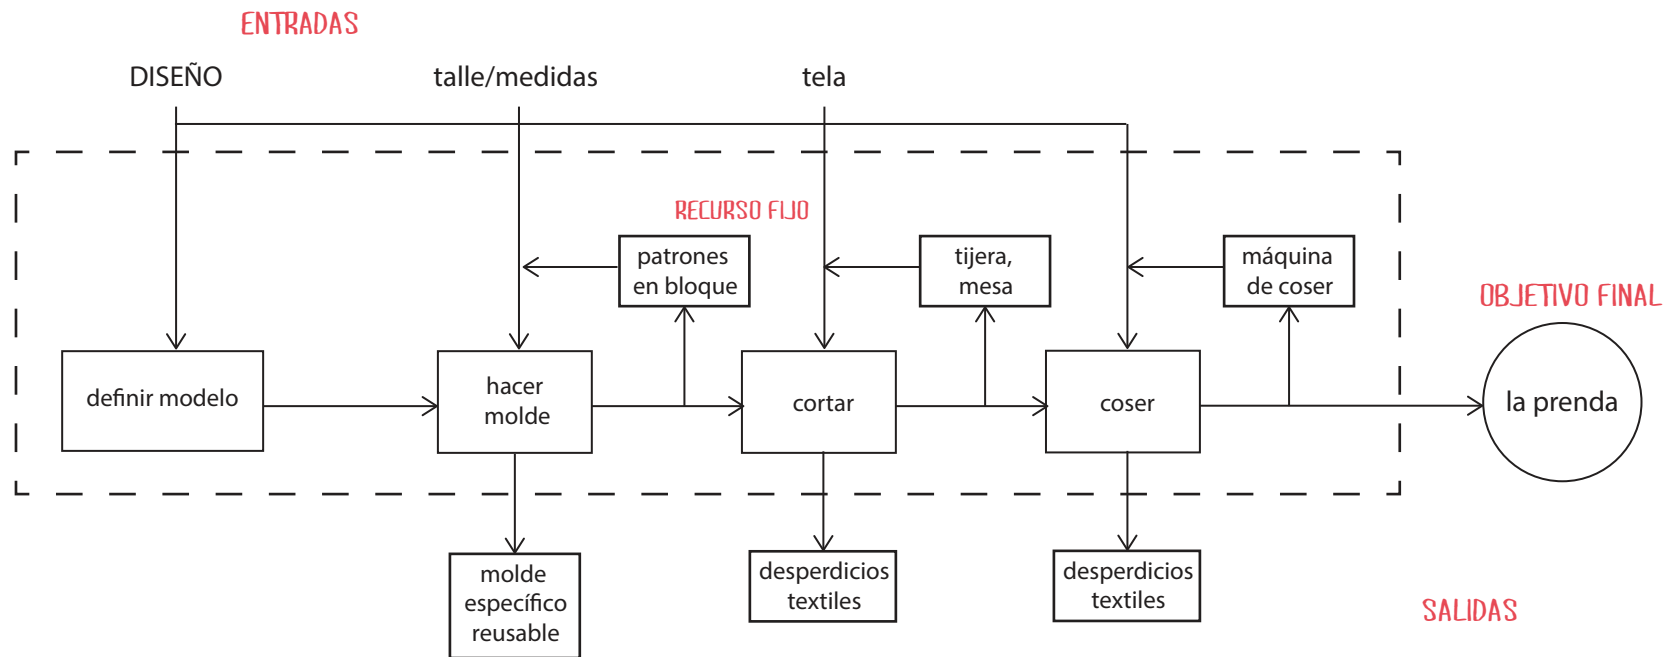 ENTRADAS
DISEÑO
talle/medidas
tela
RECURSO FIJO
patrones
en bloque
tijera,
mesa
máquina
de coser
OBJETIVO FINAL
definir modelo
hacer
molde
cortar
coser
la prenda
molde
específico
reusable
desperdicios
textiles
desperdicios
textiles
SALIDAS